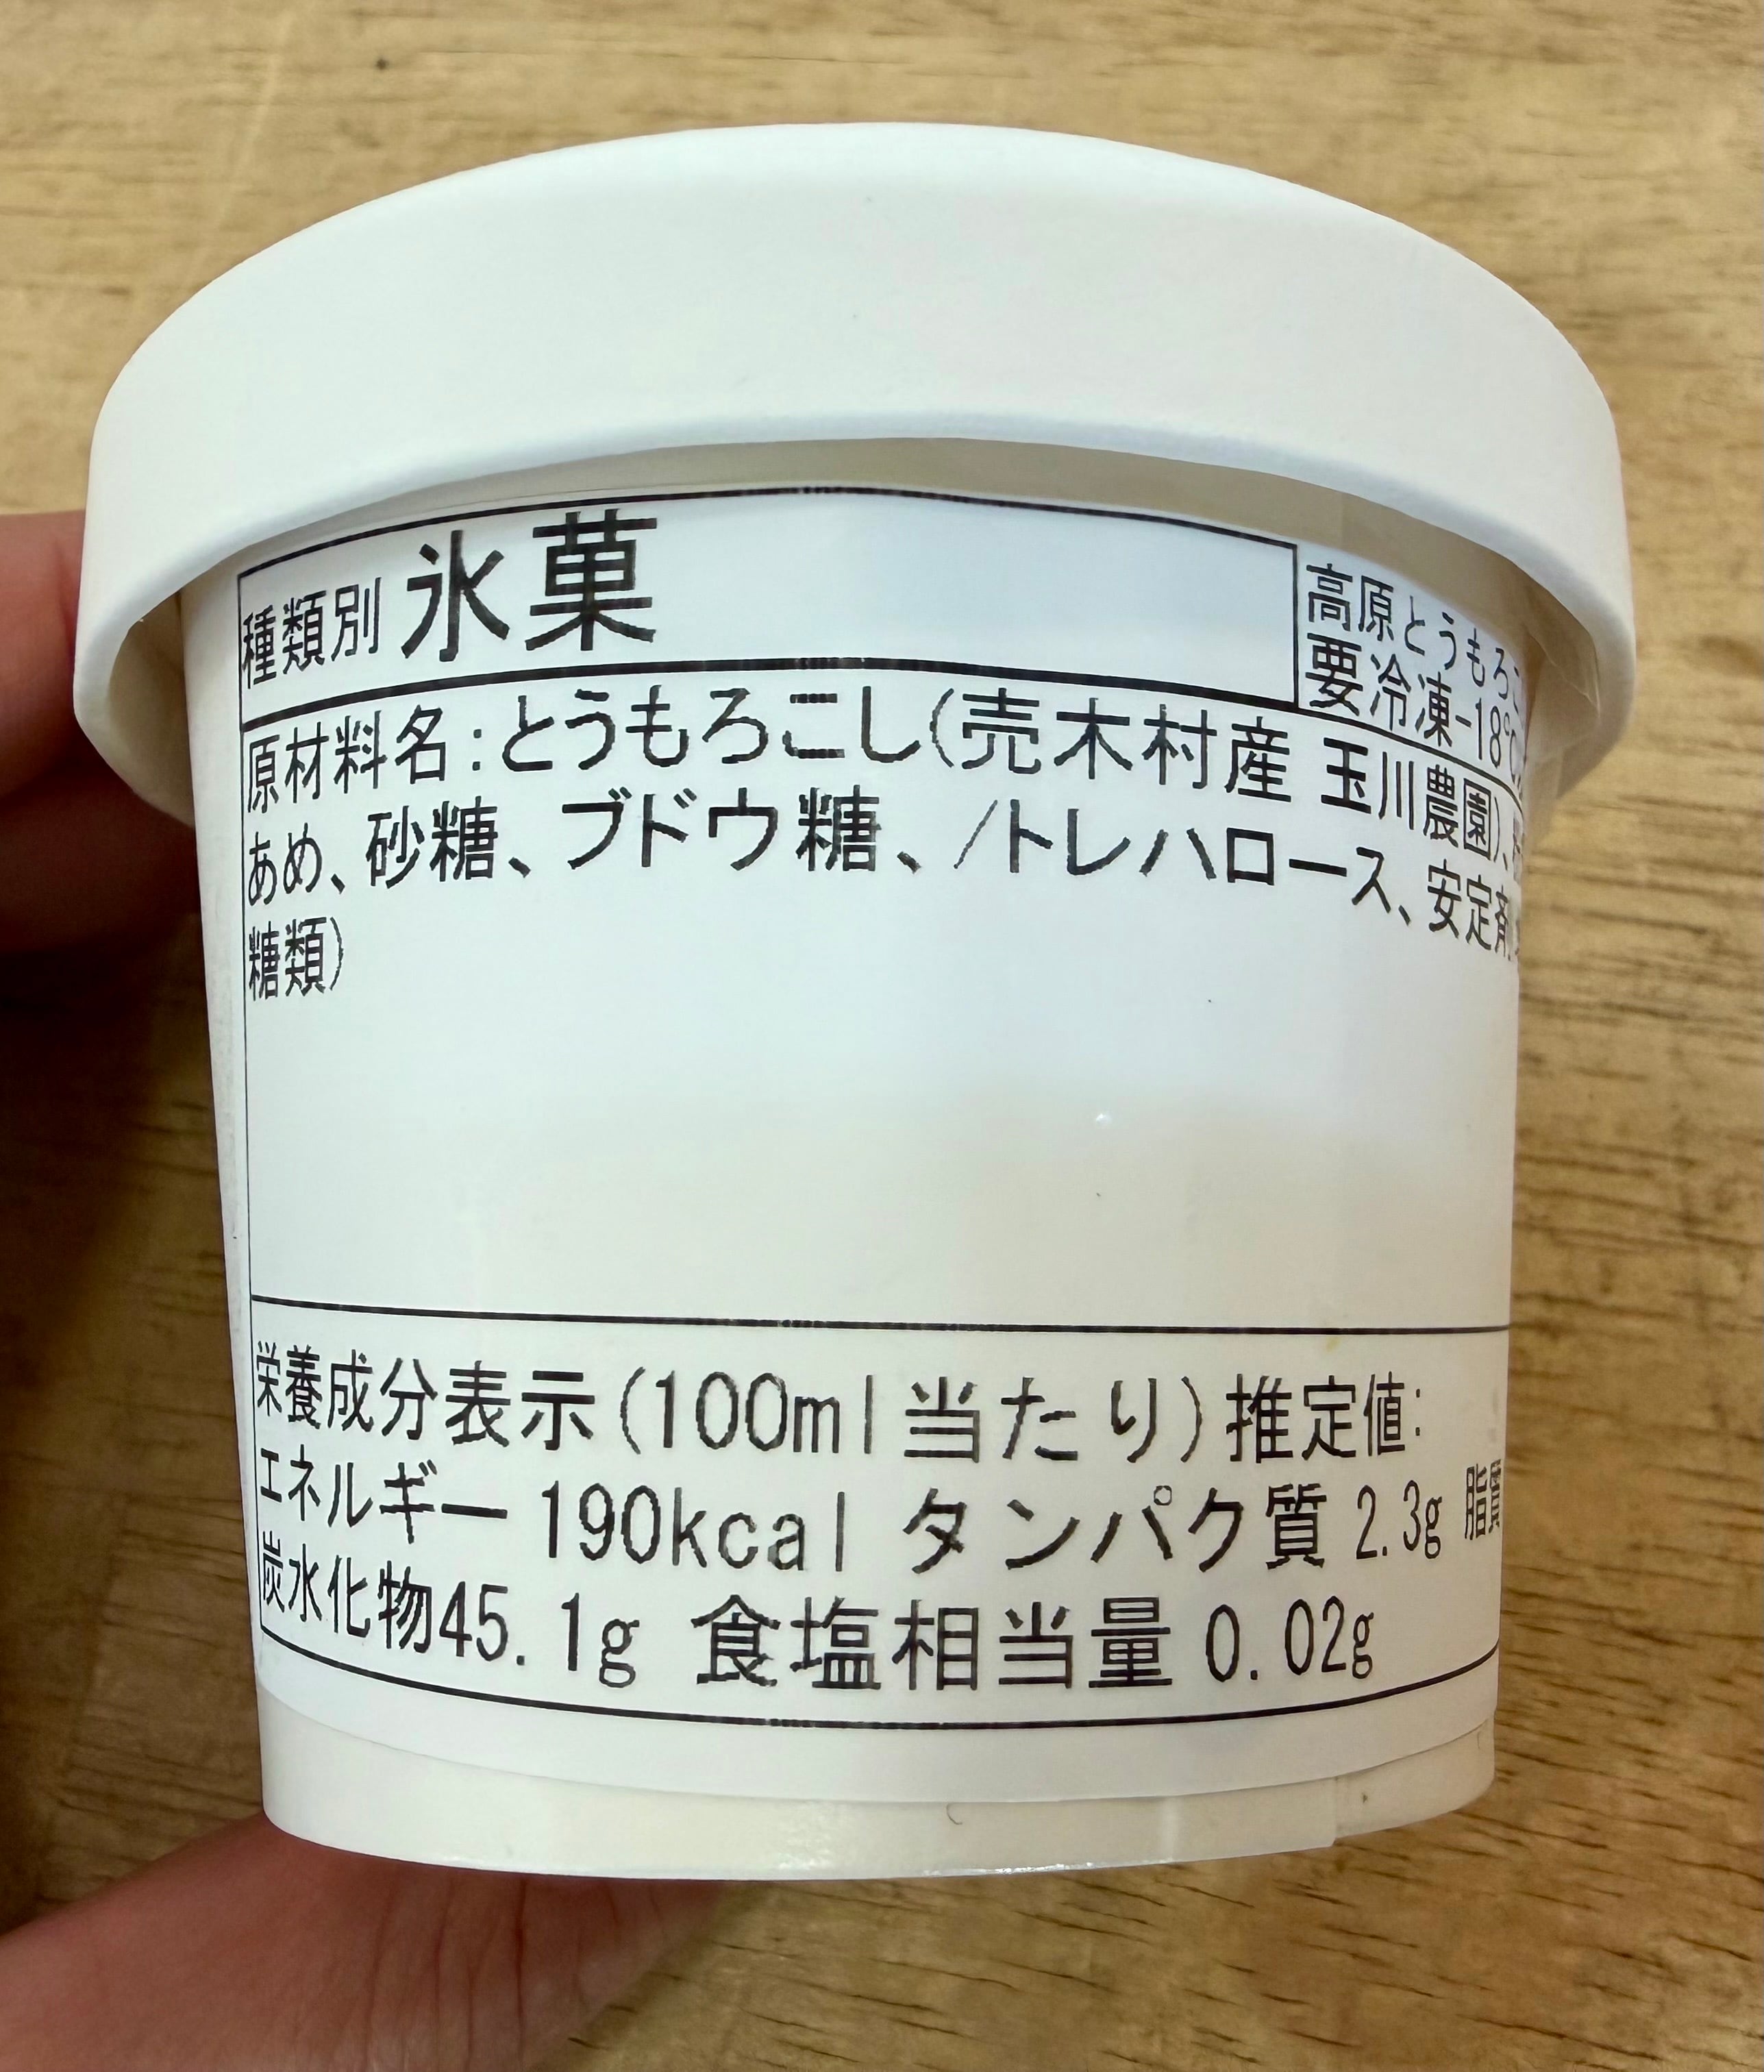 種類別 氷菓
高原とうもろ
要冷凍-18℃
原材料名:とうもろこし(売木村産 玉川農園)、
あめ、砂糖、ブドウ糖、/トレハロース、安定剤
糖類)
栄養成分表示(100ml当たり)推定値:
エネルギー 190kcal タンパク質 2.3g 脂質
炭水化物45.1g 食塩相当量 0.02g